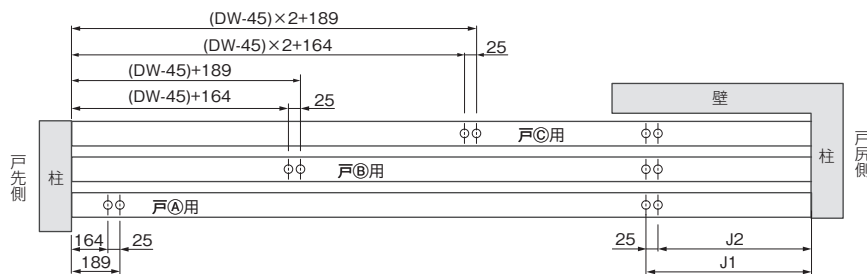 (DW-45)×2+189
(DW-45)×2+164
25
(DW-45)+189
(DW-45)+164
25
壁
戸Ⓒ用
戸先側
柱
戸Ⓑ用
柱
戸尻側
戸Ⓐ用
164
25
189
25
J2
J1